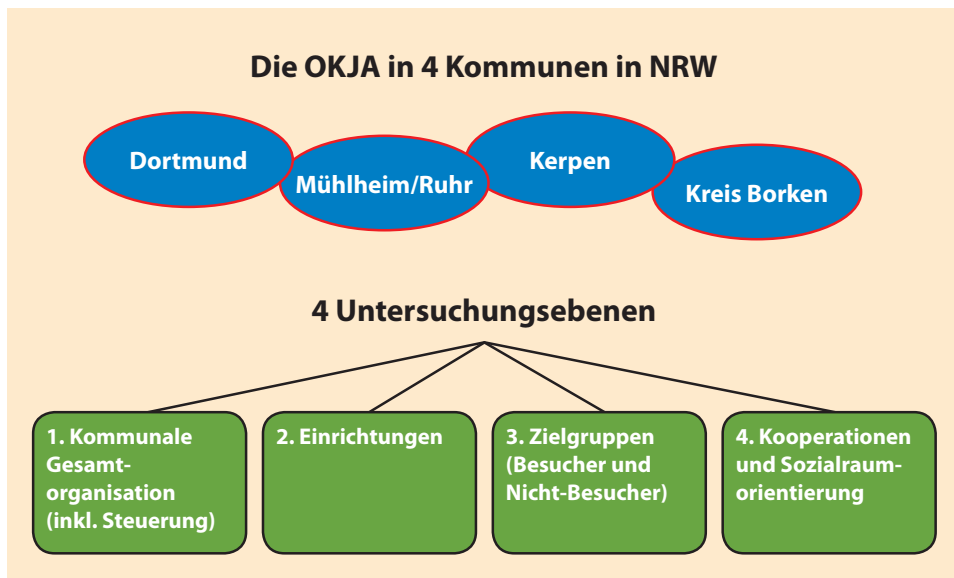 Die OKJA in 4 Kommunen in NRW
Dortmund
Mühlheim/Ruhr
Kerpen
Kreis Borken
4 Untersuchungsebenen
1. Kommunale
Gesamt-
organisation
(inkl. Steuerung)
2. Einrichtungen
3. Zielgruppen
(Besucher und
Nicht-Besucher)
4. Kooperationen
und Sozialraum-
orientierung